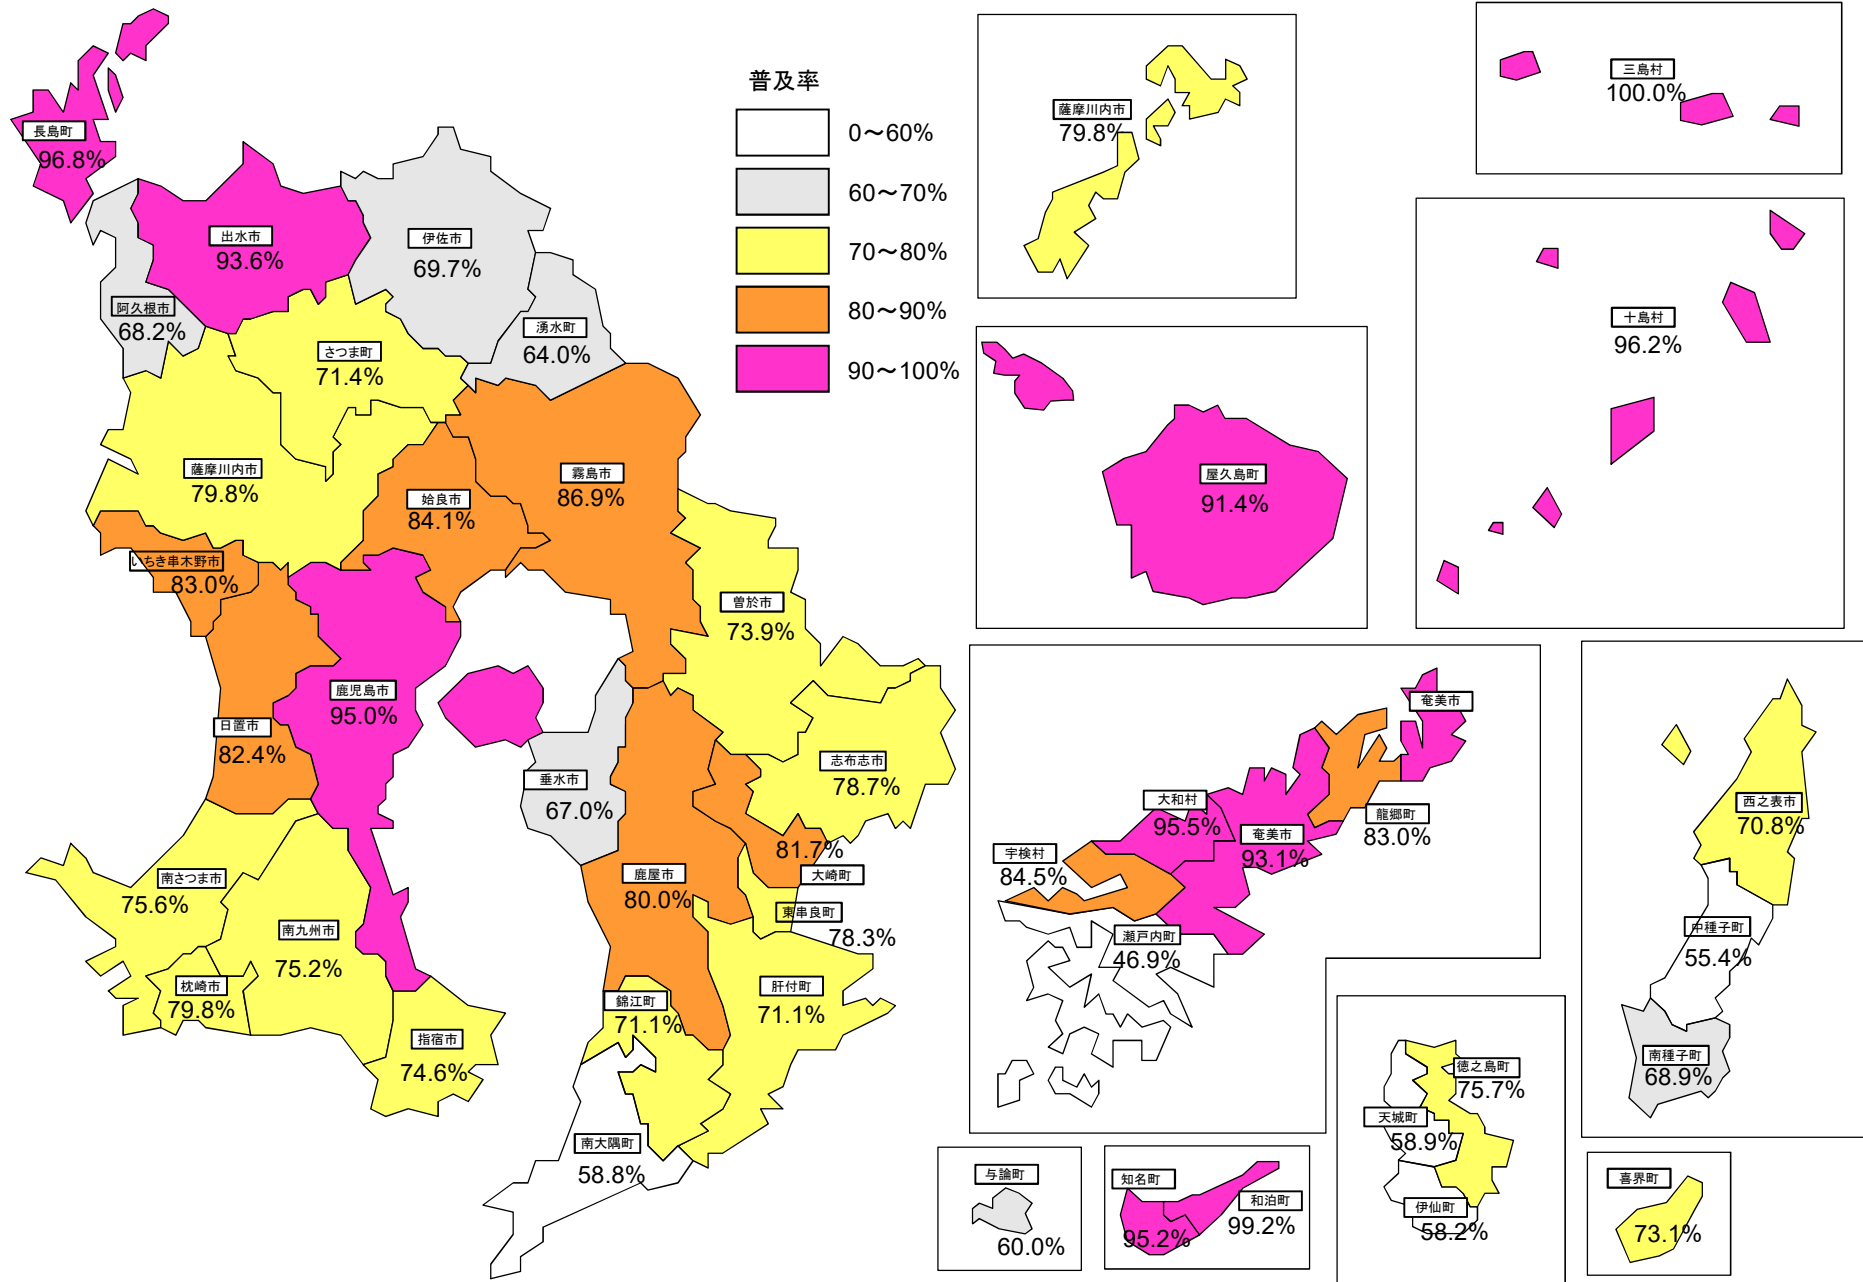 普及率
0～60%
60～70%
70～80%
80～90%
90～100%
長島町
96.8%
出水市
93.6%
伊佐市
69.7%
阿久根市
68.2%
湧水町
64.0%
さつま町
71.4%
薩摩川内市
79.8%
姶良市
84.1%
霧島市
86.9%
いちき串木野市
83.0%
曽於市
73.9%
鹿児島市
95.0%
日置市
82.4%
垂水市
67.0%
志布志市
78.7%
81.7%
大崎町
鹿屋市
80.0%
東串良町
78.3%
南さつま市
75.6%
南九州市
75.2%
枕崎市
79.8%
指宿市
74.6%
錦江町
71.1%
肝付町
71.1%
南大隅町
58.8%
薩摩川内市
79.8%
三島村
100.0%
十島村
96.2%
屋久島町
91.4%
奄美市
大和村
95.5%
奄美市
93.1%
龍郷町
83.0%
宇検村
84.5%
瀬戸内町
46.9%
西之表市
70.8%
中種子町
55.4%
南種子町
68.9%
徳之島町
75.7%
天城町
58.9%
伊仙町
58.2%
与論町
60.0%
知名町
95.2%
和泊町
99.2%
喜界町
73.1%